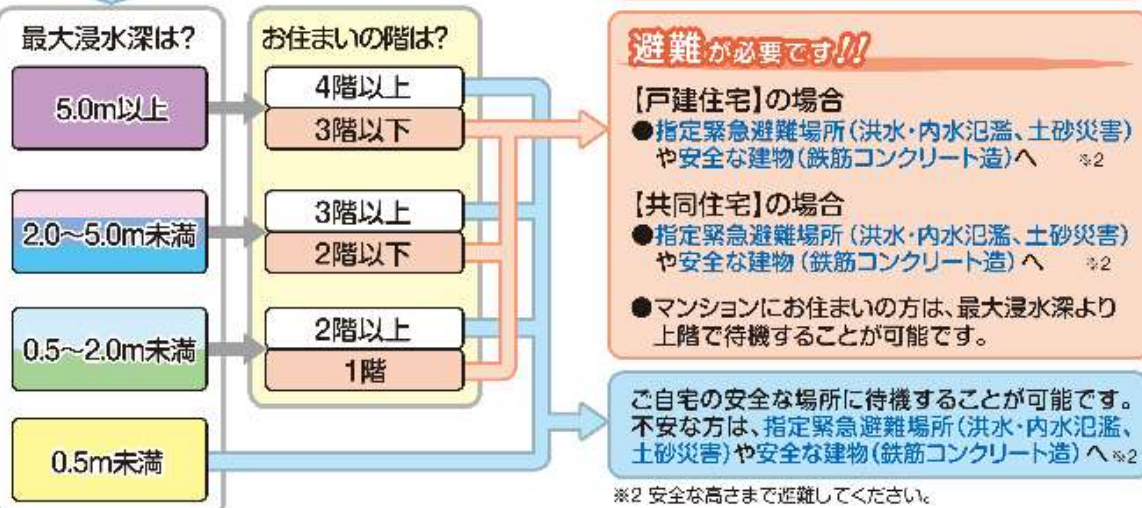 最大浸水深は?
5.0m以上
2.0〜5.0m未満
0.5〜2.0m未満
0.5m未満
お住まいの階は?
4階以上
3階以下
3階以上
2階以下
2階以上
1階
避難が必要です!!
【戸建住宅】の場合
●指定緊急避難場所(洪水・内水氾濫、土砂災害)
や安全な建物(鉄筋コンクリート造)へ ※2
【共同住宅】の場合
●指定緊急避難場所(洪水・内水氾濫、土砂災害)
や安全な建物(鉄筋コンクリート造)へ ※2
●マンションにお住まいの方は、最大浸水深より
上階で待機することが可能です。
ご自宅の安全な場所に待機することが可能です。
不安な方は、指定緊急避難場所(洪水・内水氾濫、
土砂災害)や安全な建物(鉄筋コンクリート造)へ※2
※2 安全な高さまで避難してください。